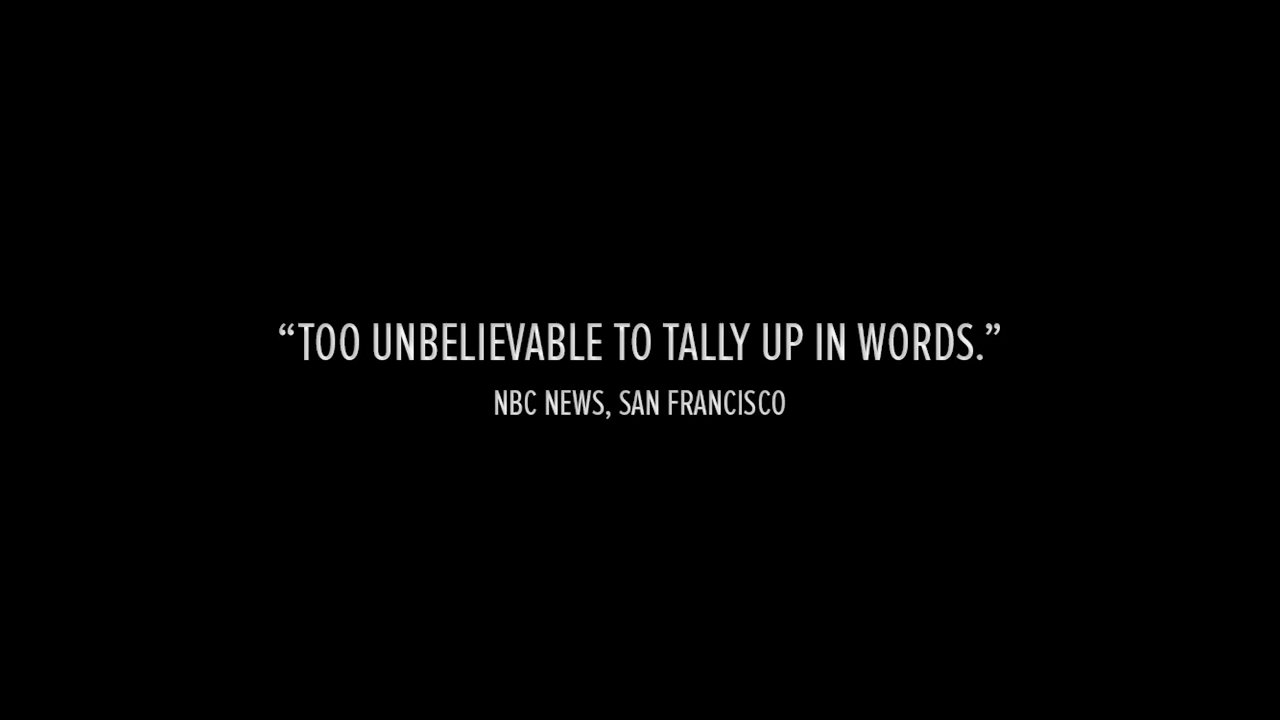 “TOO UNBELIEVABLE TO TALLY UP IN WORDS.”
NBC NEWS, SAN FRANCISCO